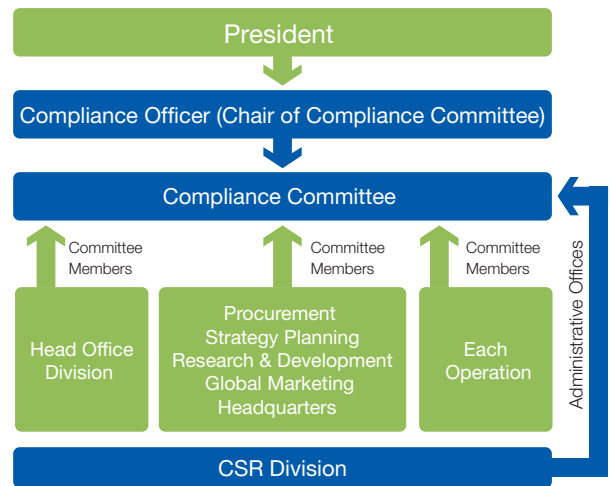 President
Compliance Officer (Chair of Compliance Committee)
Compliance Committee
Committee
Members
Committee
Members
Committee
Members
Head Office
Division
Procurement
Strategy Planning
Research & Development
Global Marketing
Headquarters
Each
Operation
Administrative Offices
CSR Division